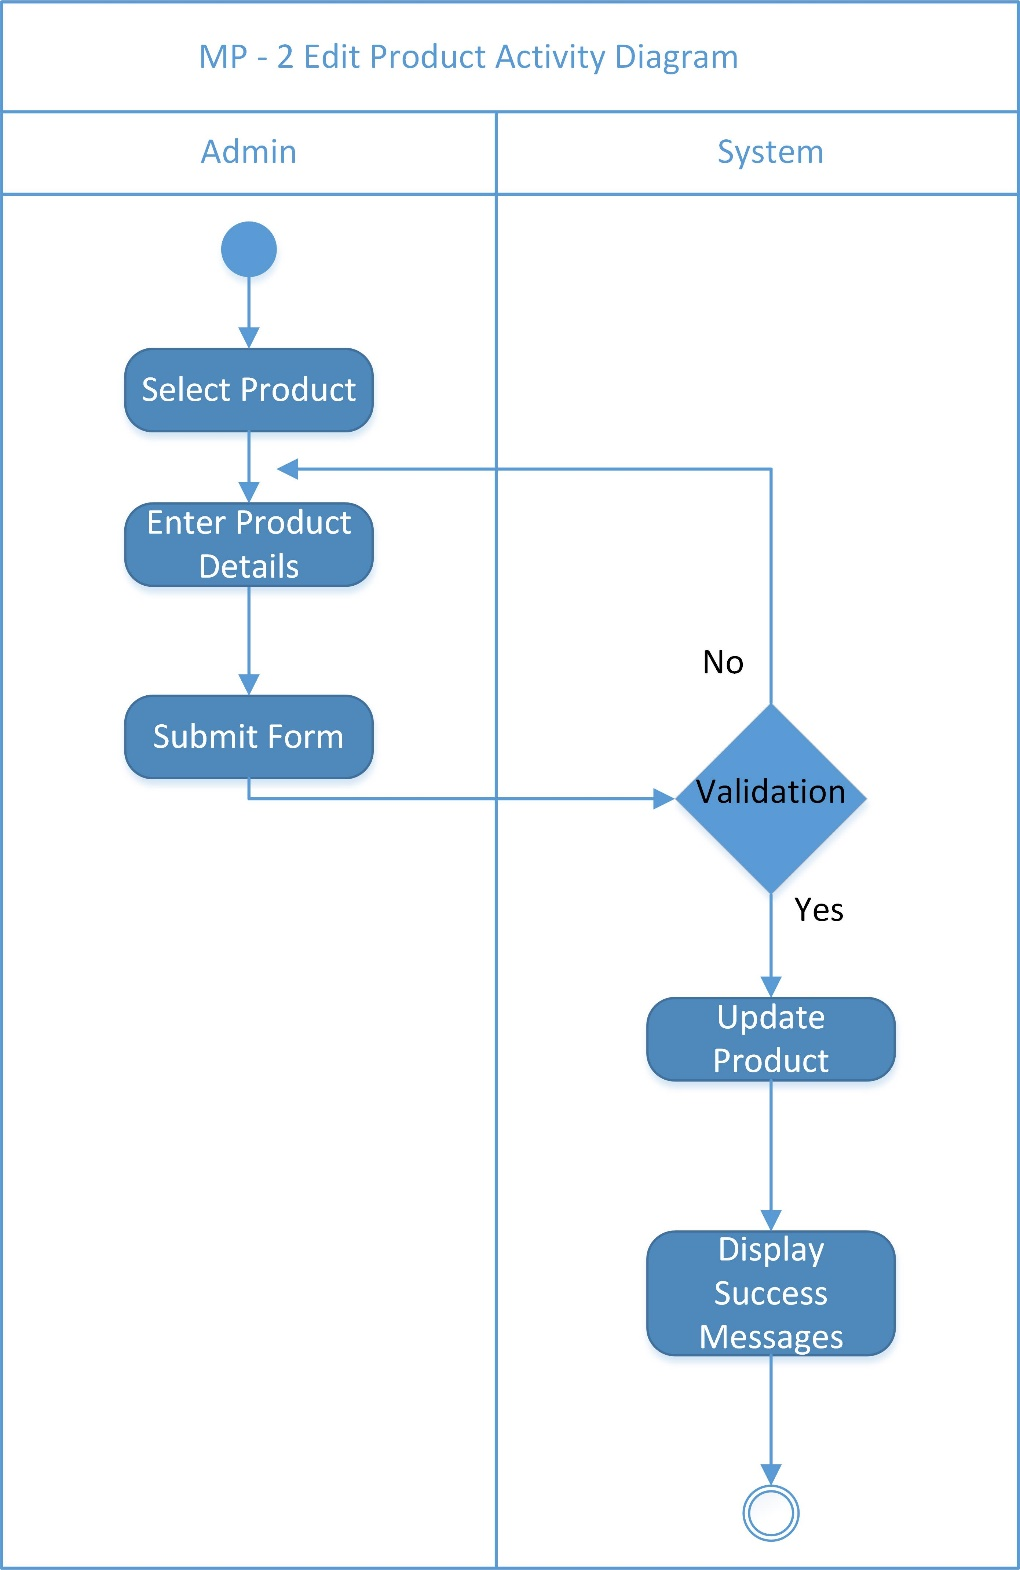 MP - 2 Edit Product Activity Diagram
Admin
System
Select Product
Enter Product
Details
No
Submit Form
Validation
Yes
Update
Product
Display
Success
Messages